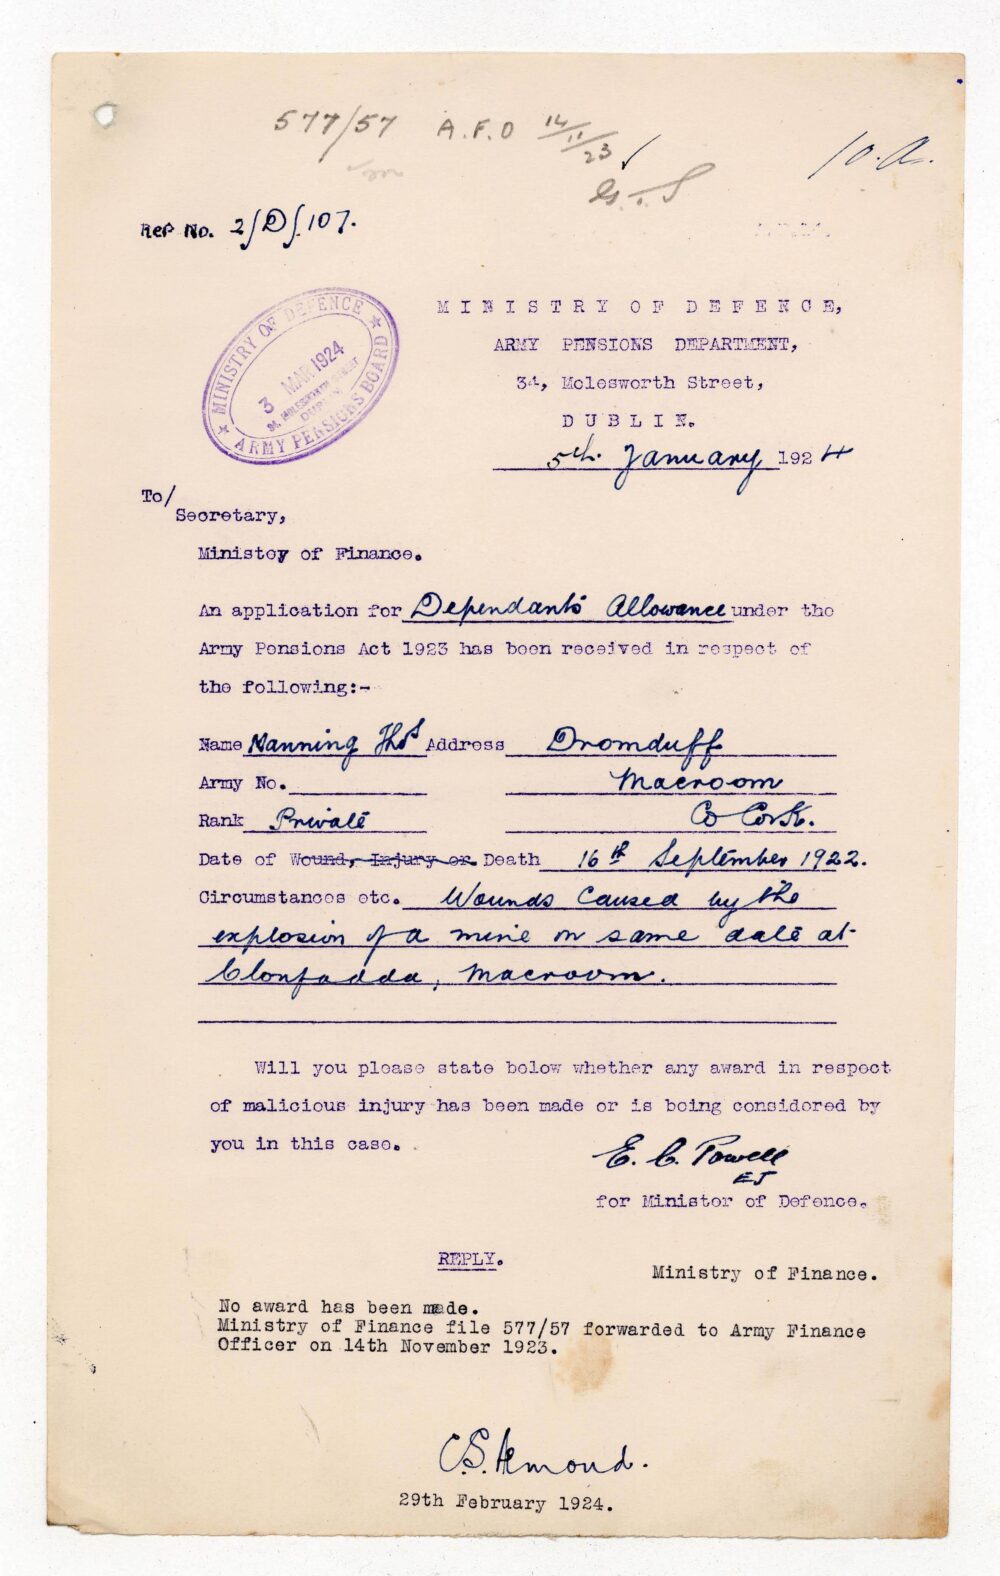 577/57 A.F.O 14/11/23
G.T.S
10.a.
Ref No. 2/D/107.
MINISTRY OF DEFENCE
3 MAR 1924
34, MOLESWORTH STREET
DUBLIN
ARMY PENSIONS BOARD
MINISTRY OF DEFENCE,
ARMY PENSIONS DEPARTMENT,
34, Molesworth Street,
DUBLIN.
5th. January 1924
To/
Secretary,
Ministoy of Finance.
An application for Dependants Allowance under the
Army Pensions Act 1923 has been received in respect of
the following:-
Name Manning Thos Address Dromduff
Army No. Macroom
Rank Private Co Cork.
Date of Wound, Injury or Death 16th September 1922.
Circumstances etc. Wounds caused by the
explosion of a mine on same date at
Clonfadda, Macroom.
Will you please state below whether any award in respect
of malicious injury has been made or is being considered by
you in this case.
E. C. Powell
EJ
for Minister of Defence.
REPLY.
Ministry of Finance.
No award has been made.
Ministry of Finance file 577/57 forwarded to Army Finance
Officer on 14th November 1923.
C.S. Almond.
29th February 1924.